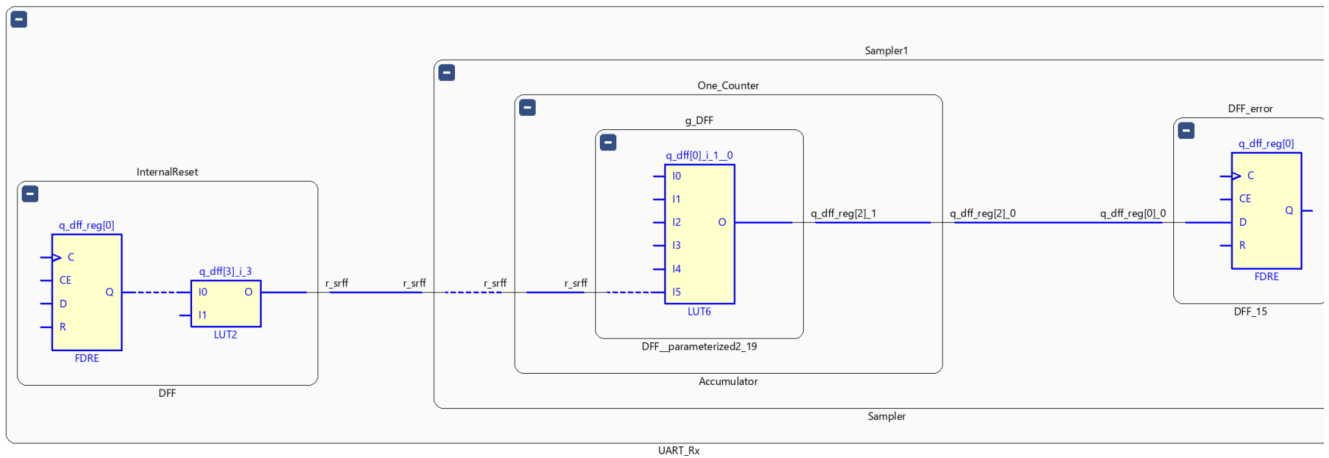 Sampler1
One_Counter
g_DFF
DFF_error
q_dff[0]_i_1__0
q_dff_reg[0]
InternalReset
I0
C
I1
CE
q_dff_reg[0]
I2
O
q_dff_reg[2]_1
q_dff_reg[2]_0
q_dff_reg[0]_0
D
Q
I3
R
C
q_dff[3]_i_3
I4
FDRE
CE
r_srff
r_srff
r_srff
r_srff
Q
I0
O
I5
D
I1
LUT6
DFF_15
R
LUT2
DFF__parameterized2_19
FDRE
Accumulator
DFF
Sampler
UART_Rx